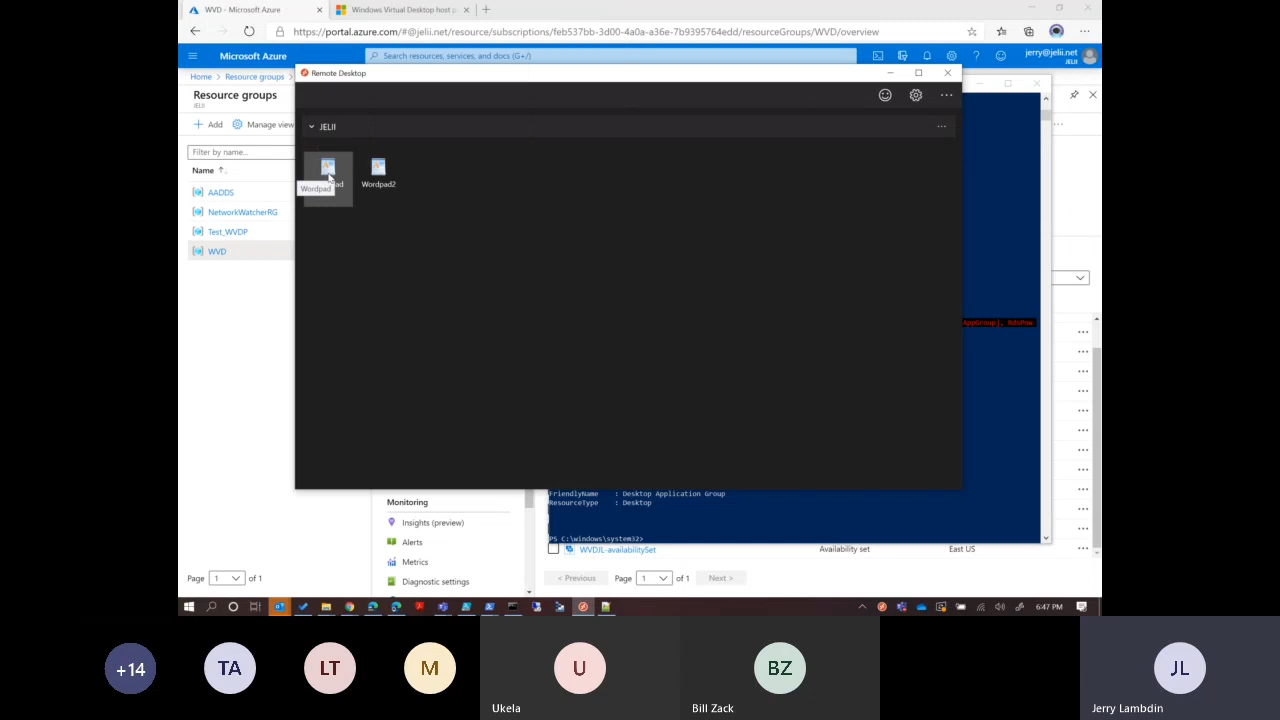 WVD - Microsoft Azure
Windows Virtual Desktop host p
https://portal.azure.com/#@jelii.net/resource/subscriptions/feb537bb-3d00-4a0a-a36e-7b9395764edd/resourceGroups/WVD/overview
Microsoft Azure
Search resources, services, and docs (G+/)
jerry@jelii.net
JELII
Home > Resource groups >
Remote Desktop
Resource groups
JELII
Add
Manage view
JELII
Filter by name...
Name
Wordpad
Wordpad2
AADDS
NetworkWatcherRG
Test_WVDP
WVD
AppGroup], RdsPow
FriendlyName : Desktop Application Group
ResourceType : Desktop
PS C:\windows\system32>
Monitoring
Insights (preview)
Alerts
Metrics
Diagnostic settings
WVDJL-availabilitySet
Availability set
East US
Page 1 of 1
< Previous
Page 1 of 1
Next >
6:47 PM
+14
TA
LT
M
U
BZ
JL
Ukela
Bill Zack
Jerry Lambdin